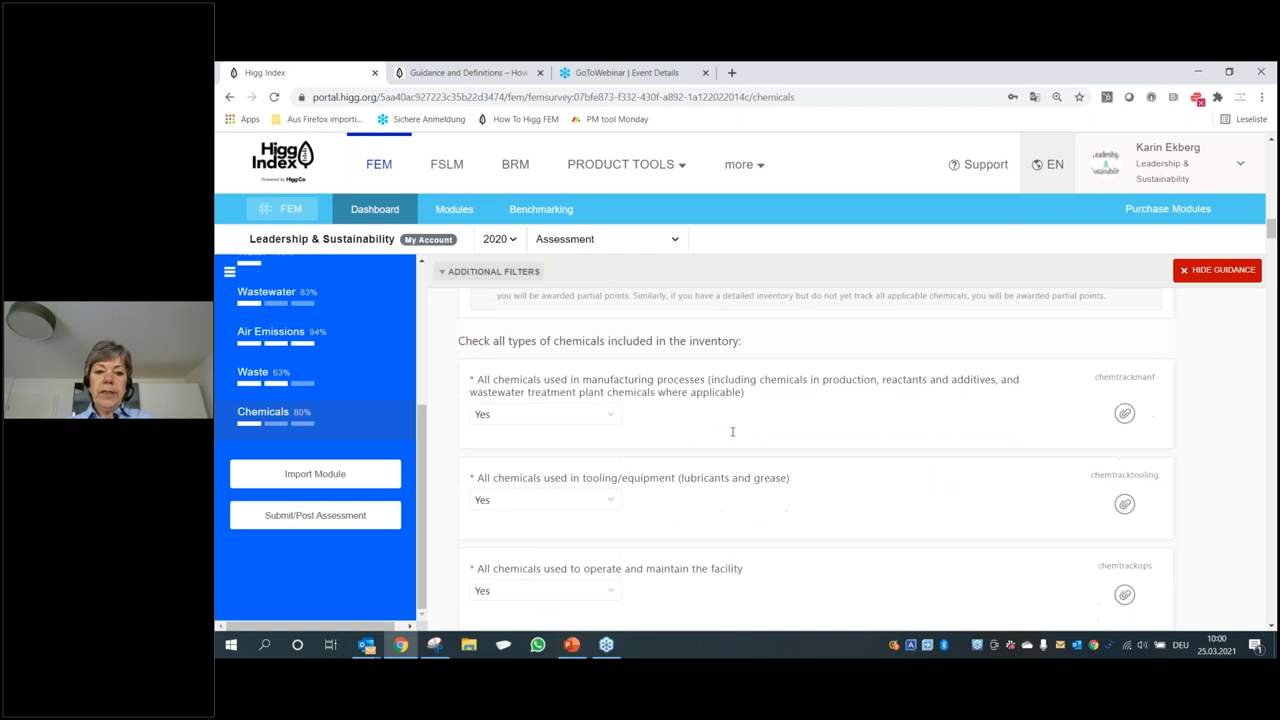 Higg Index
Guidance and Definitions – How
GoToWebinar | Event Details
portal.higg.org/5aa40ac927223c35b22d3474/fem/femsurvey:07bfe873-f332-430f-a892-1a122022014c/chemicals
Apps
Aus Firefox importi...
Sichere Anmeldung
How To Higg FEM
PM tool Monday
Leseliste
Higg
Index
Powered by Higg Co
FEM
FSLM
BRM
PRODUCT TOOLS
more
Support
EN
Leadership
&
Sustainability
Karin Ekberg
Leadership &
Sustainability
FEM
Dashboard
Modules
Benchmarking
Purchase Modules
Leadership & Sustainability
My Account
2020
Assessment
Wastewater 83%
Air Emissions 94%
Waste 63%
Chemicals 80%
Import Module
Submit/Post Assessment
ADDITIONAL FILTERS
HIDE GUIDANCE
you will be awarded partial points. Similarly, if you have a detailed inventory but do not yet track all applicable chemicals, you will be awarded partial points.
Check all types of chemicals included in the inventory:
* All chemicals used in manufacturing processes (including chemicals in production, reactants and additives, and
wastewater treatment plant chemicals where applicable)
chemtrackmanf
Yes
* All chemicals used in tooling/equipment (lubricants and grease)
chemtracktooling
Yes
* All chemicals used to operate and maintain the facility
chemtrackops
Yes
DEU
10:00
25.03.2021